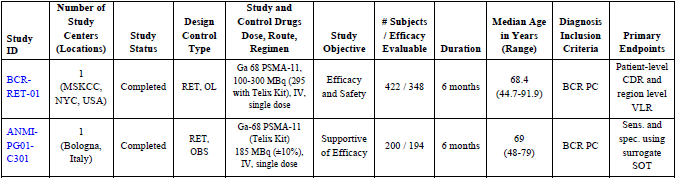 Study ID
Number of Study Centers (Locations)
Study Status
Design Control Type
Study and Control Drugs Dose, Route, Regimen
Study Objective
# Subjects / Efficacy Evaluable
Duration
Median Age in Years (Range)
Diagnosis Inclusion Criteria
Primary Endpoints
BCR-RET-01
1 (MSKCC, NYC, USA)
Completed
RET, OL
Ga 68 PSMA-11, 100-300 MBq (295 with Telix Kit), IV, single dose
Efficacy and Safety
422 / 348
6 months
68.4 (44.7-91.9)
BCR PC
Patient-level CDR and region level VLR
ANMI-PG01-C301
1 (Bologna, Italy)
Completed
RET, OBS
Ga-68 PSMA-11 (Telix Kit) 185 MBq (±10%), IV, single dose
Supportive of Efficacy
200 / 194
6 months
69 (48-79)
BCR PC
Sens. and spec. using surrogate SOT